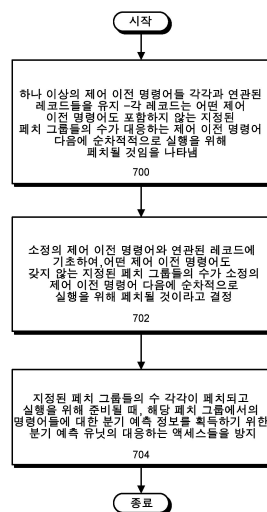 시작
하나 이상의 제어 이전 명령어들 각각과 연관된
레코드들을 유지 –각 레코드는 어떤 제어
이전 명령어도 포함하지 않는 지정된
페치 그룹들의 수가 대응하는 제어 이전 명령어
다음에 순차적적으로 실행을 위해
페치될 것임을 나타냄
700
소정의 제어 이전 명령어와 연관된 레코드에
기초하여,어떤 제어 이전 명령어도
갖지 않는 지정된 페치 그룹들의 수가 소정의
제어 이전 명령어 다음에 순차적으로
실행을 위해 페치될 것이라고 결정
702
지정된 페치 그룹들의 수 각각이 페치되고
실행을 위해 준비될 때, 해당 페치 그룹에서의
명령어들에 대한 분기 예측 정보를 획득하기 위한
분기 예측 유닛의 대응하는 액세스들을 방지
704
종료